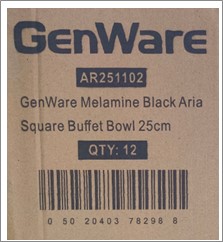 GenWare
AR251102
GenWare Melamine Black Aria
Square Buffet Bowl 25cm
QTY: 12
0 50 20403 78298 8